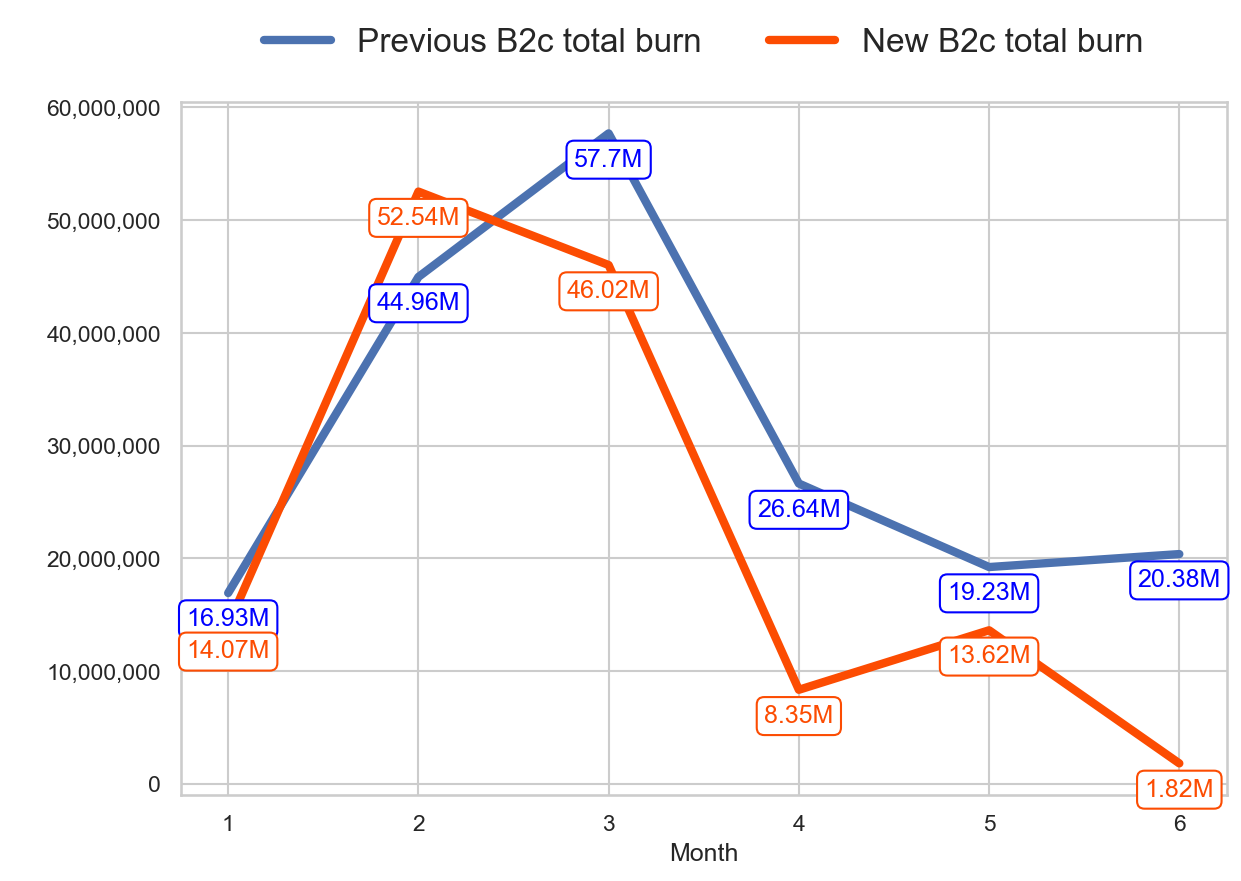 Previous B2c total burn New B2c total burn
60,000,000
57.7M
52.54M
50,000,000
46.02M
44.96M
40,000,000
30,000,000
26.64M
20,000,000
20.38M
19.23M
16.93M
14.07M
13.62M
10,000,000
8.35M
0
1.82M
1 2 3 4 5 6
Month